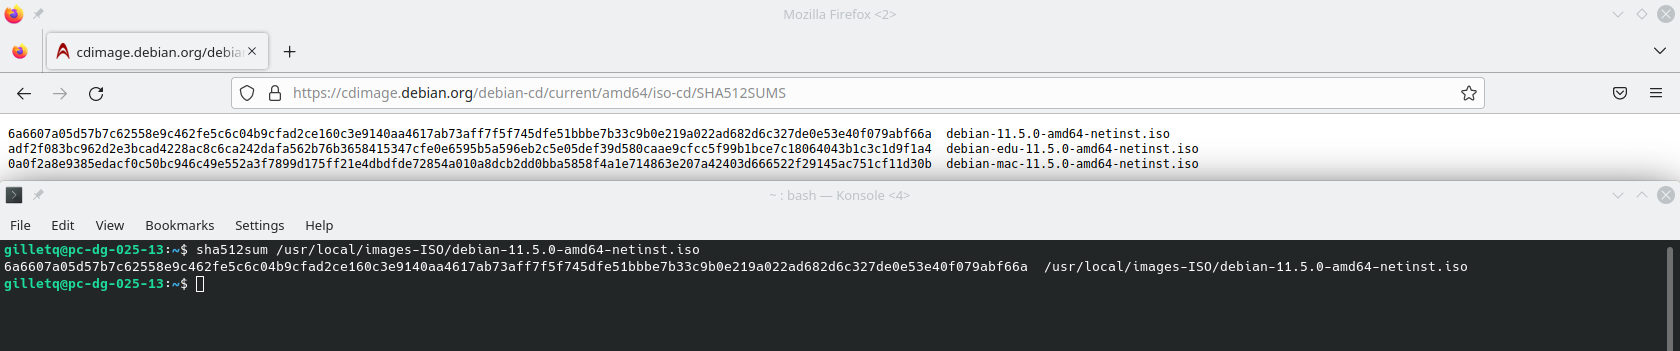 Mozilla Firefox <2>
cdimage.debian.org/debia
https://cdimage.debian.org/debian-cd/current/amd64/iso-cd/SHA512SUMS
6a6607a05d57b7c62558e9c462fe5c6c04b9cfad2ce160c3e9140aa4617ab73aff7f5f745dfe51bbbe7b33c9b0e219a022ad682d6c327de0e53e40f079abf66a  debian-11.5.0-amd64-netinst.iso
adf2f083bc962d2e3bcad4228ac8c6ca242dafa562b76b3658415347cfe0e6595b5a596eb2c5e05def39d580caae9cfcc5f99b1bce7c18064043b1c3c1d9f1a4  debian-edu-11.5.0-amd64-netinst.iso
0a0f2a8e9385edacf0c50bc946c49e552a3f7899d175ff21e4dbdfde72854a010a8dcb2dd0bba5858f4a1e714863e207a42403d666522f29145ac751cf11d30b  debian-mac-11.5.0-amd64-netinst.iso
~ : bash — Konsole <4>
File Edit View Bookmarks Settings Help
gilletq@pc-dg-025-13:~$ sha512sum /usr/local/images-ISO/debian-11.5.0-amd64-netinst.iso
6a6607a05d57b7c62558e9c462fe5c6c04b9cfad2ce160c3e9140aa4617ab73aff7f5f745dfe51bbbe7b33c9b0e219a022ad682d6c327de0e53e40f079abf66a  /usr/local/images-ISO/debian-11.5.0-amd64-netinst.iso
gilletq@pc-dg-025-13:~$